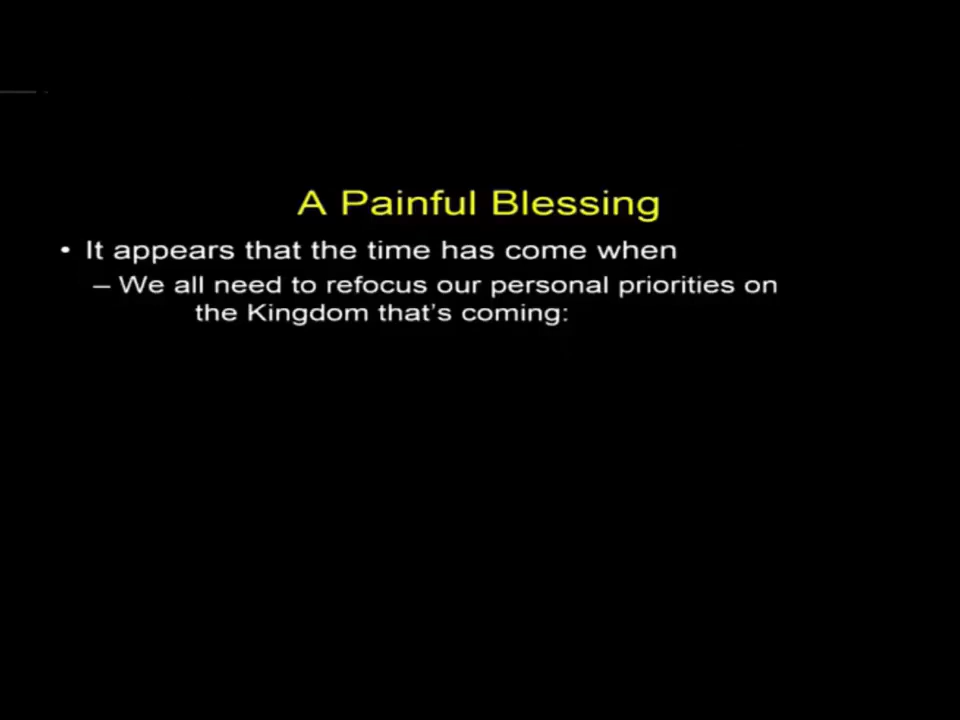 A Painful Blessing
• It appears that the time has come when
– We all need to refocus our personal priorities on
the Kingdom that’s coming: